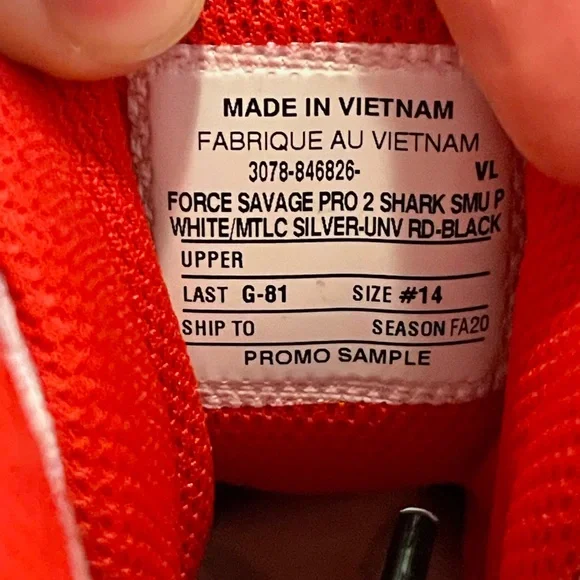 MADE IN VIETNAM
FABRIQUE AU VIETNAM
3078-846826- VL
FORCE SAVAGE PRO 2 SHARK SMU P
WHITE/MTLC SILVER-UNV RD-BLACK
UPPER
LAST G-81 SIZE #14
SHIP TO SEASON FA20
PROMO SAMPLE